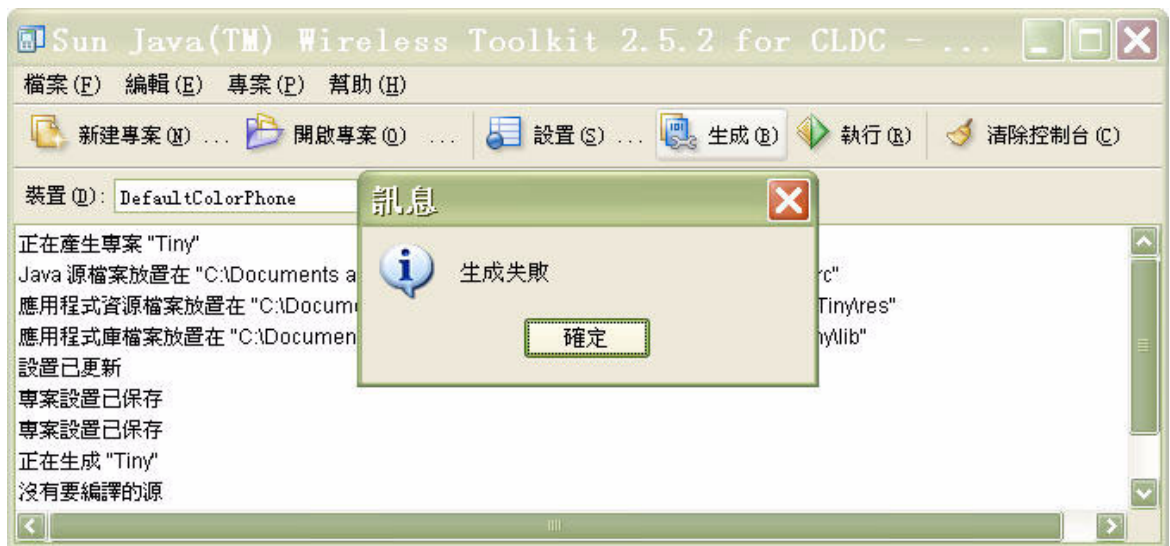 Sun Java(TM) Wireless Toolkit 2.5.2 for CLDC - ...
檔案(F) 編輯(E) 專案(P) 幫助(H)
新建專案(N) ... 開啟專案(O) ... 設置(S) ... 生成(B) 執行(R) 清除控制台(C)
裝置(D): DefaultColorPhone
訊息
生成失敗
確定
正在產生專案 "Tiny"
Java 源檔案放置在 "C:\Documents a rc"
應用程式資源檔案放置在 "C:\Docume Tiny\res"
應用程式庫檔案放置在 "C:\Documen ny\lib"
設置已更新
專案設置已保存
專案設置已保存
正在生成 "Tiny"
沒有要編譯的源